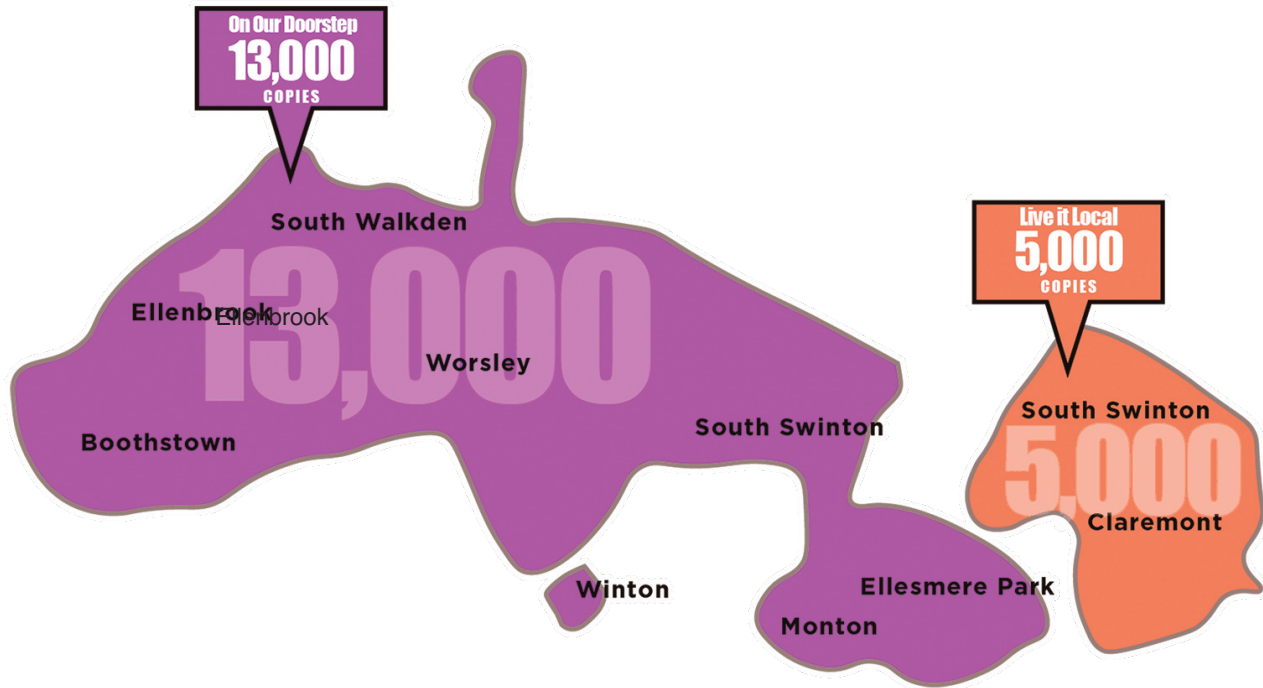 On Our Doorstep
13,000
COPIES
South Walkden
13,000
Ellenbrook
Ellenbrook
Worsley
Boothstown
South Swinton
Winton
Ellesmere Park
Monton
Live it Local
5,000
COPIES
South Swinton
5,000
Claremont